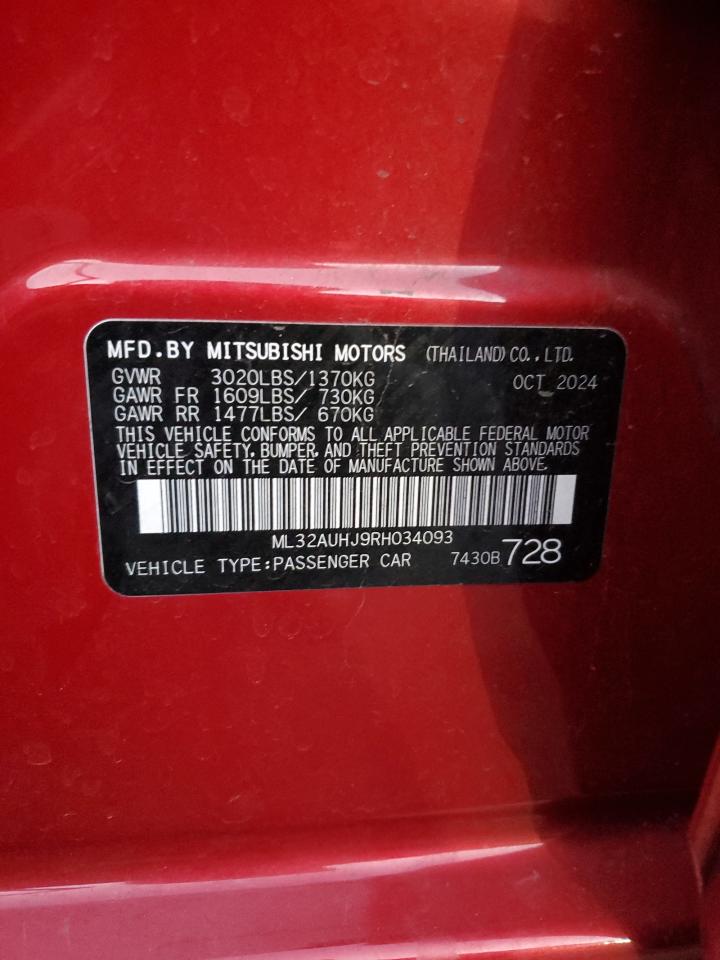 MFD.BY MITSUBISHI MOTORS (THAILAND) CO.,LTD.
GVWR 3020LBS/1370KG OCT 2024
GAWR FR 1609LBS/ 730KG
GAWR RR 1477LBS/ 670KG
THIS VEHICLE CONFORMS TO ALL APPLICABLE FEDERAL MOTOR
VEHICLE SAFETY, BUMPER, AND THEFT PREVENTION STANDARDS
IN EFFECT ON THE DATE OF MANUFACTURE SHOWN ABOVE.
ML32AUHJ9RH034093
VEHICLE TYPE:PASSENGER CAR 7430B 728